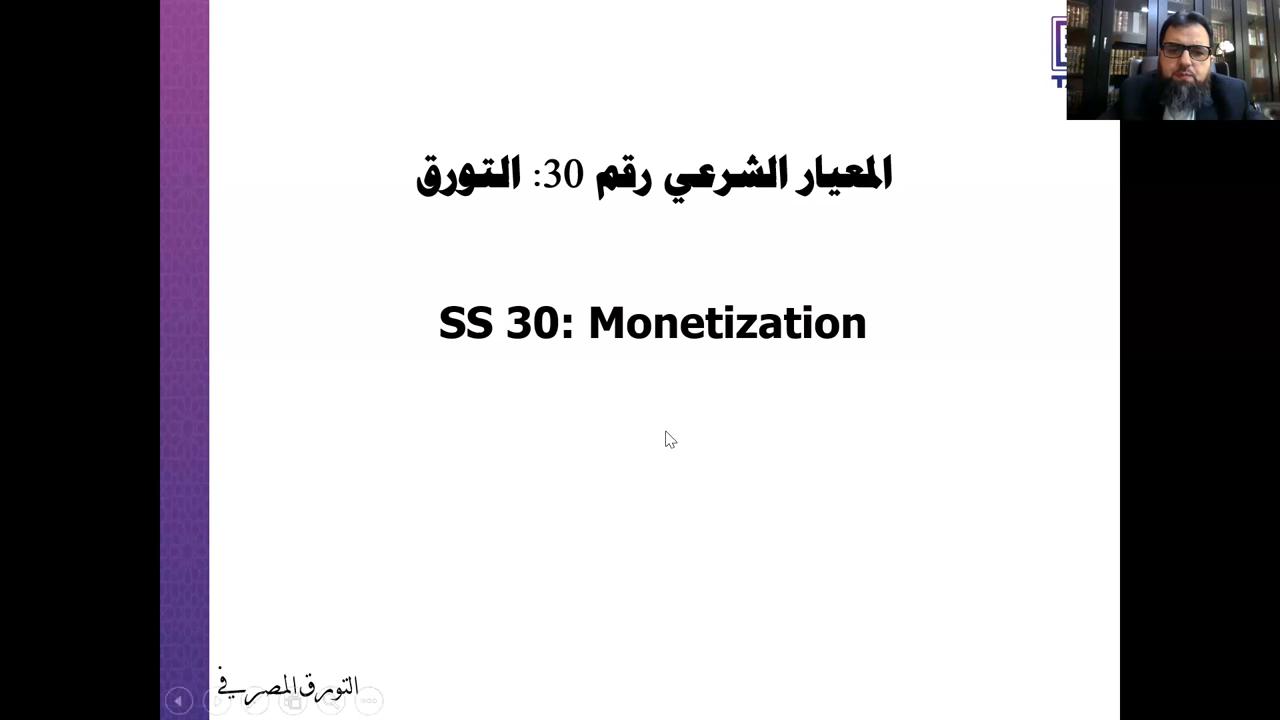 المعيار الشرعي رقم 30: التورق
SS 30: Monetization
التورق المصرفي